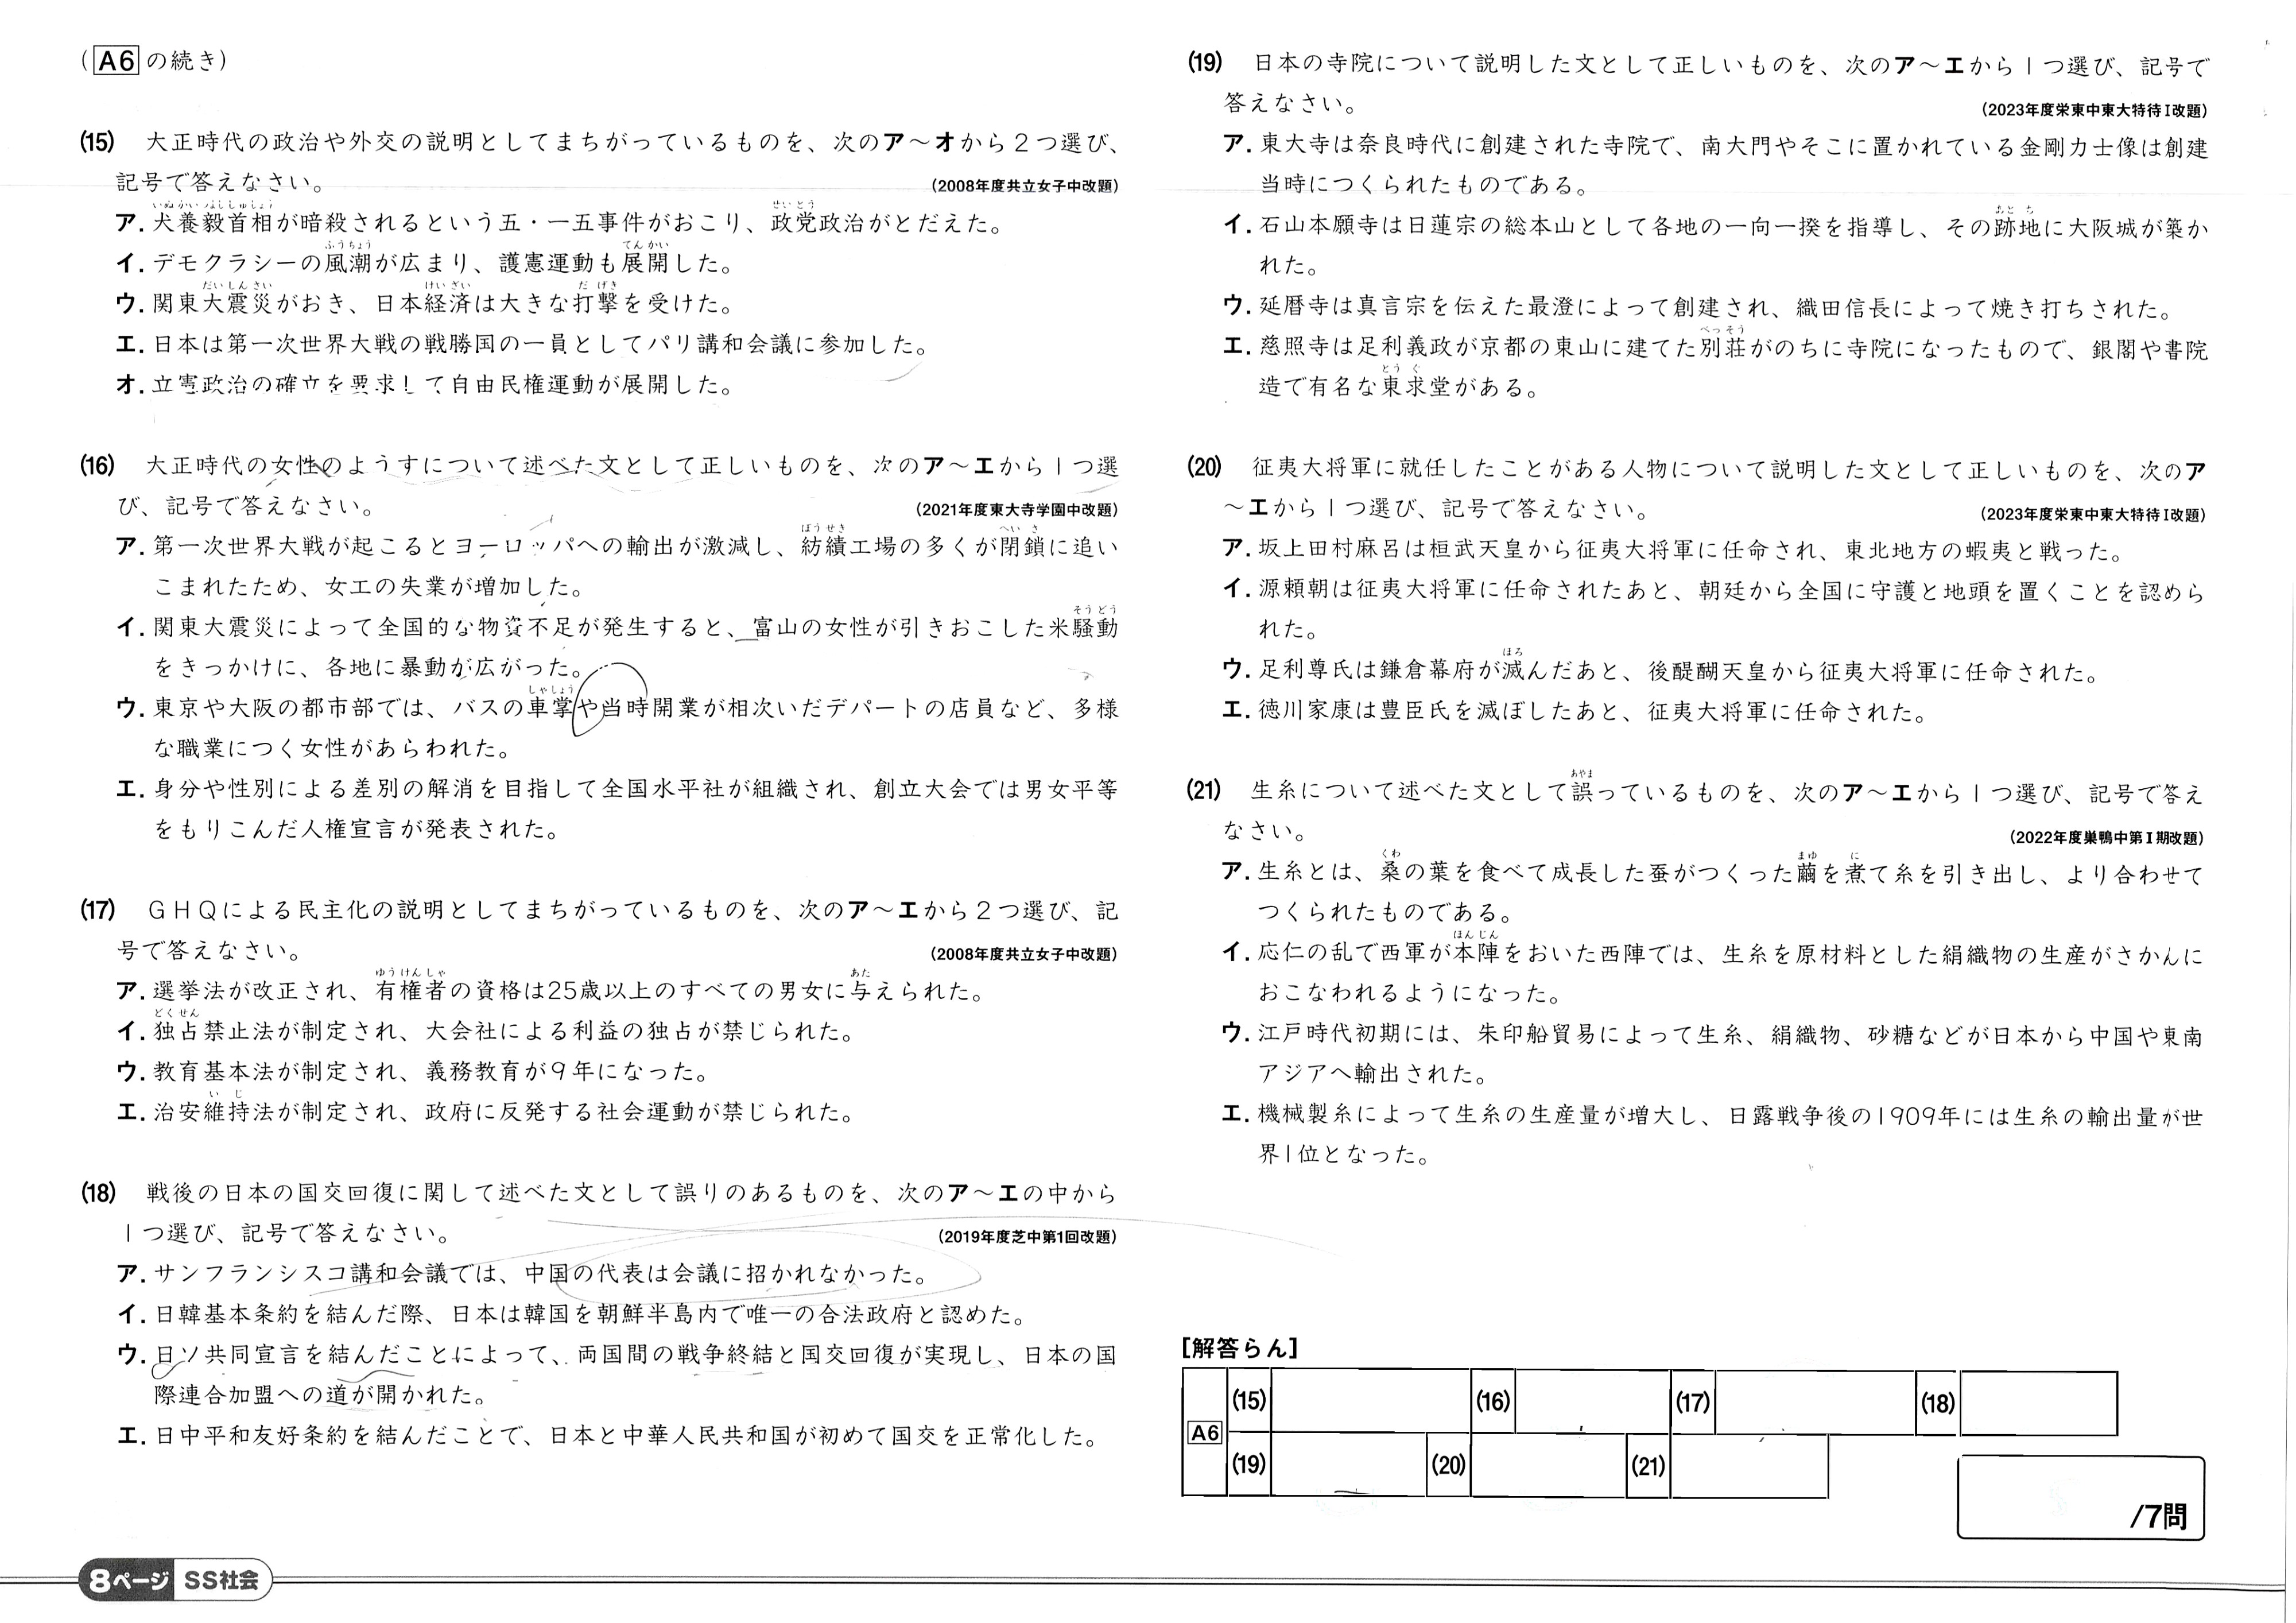 (A6の続き)
(15) 大正時代の政治や外交の説明としてまちがっているものを、次のア〜オから2つ選び、
記号で答えなさい。 (2008年度共立女子中改題)
ア. 犬養毅首相が暗殺されるという五・一五事件がおこり、政党政治がとだえた。
イ. デモクラシーの風潮が広まり、護憲運動も展開した。
ウ. 関東大震災がおき、日本経済は大きな打撃を受けた。
エ. 日本は第一次世界大戦の戦勝国の一員としてパリ講和会議に参加した。
オ. 立憲政治の確立を要求して自由民権運動が展開した。
(16) 大正時代の女性のようすについて述べた文として正しいものを、次のア〜エから1つ選
び、記号で答えなさい。 (2021年度東大寺学園中改題)
ア. 第一次世界大戦が起こるとヨーロッパへの輸出が激減し、紡績工場の多くが閉鎖に追い
こまれたため、女工の失業が増加した。
イ. 関東大震災によって全国的な物資不足が発生すると、富山の女性が引きおこした米騒動
をきっかけに、各地に暴動が広がった。
ウ. 東京や大阪の都市部では、バスの車掌や当時開業が相次いだデパートの店員など、多様
な職業につく女性があらわれた。
エ. 身分や性別による差別の解消を目指して全国水平社が組織され、創立大会では男女平等
をもりこんだ人権宣言が発表された。
(17) GHQによる民主化の説明としてまちがっているものを、次のア〜エから2つ選び、記
号で答えなさい。 (2008年度共立女子中改題)
ア. 選挙法が改正され、有権者の資格は25歳以上のすべての男女に与えられた。
イ. 独占禁止法が制定され、大会社による利益の独占が禁じられた。
ウ. 教育基本法が制定され、義務教育が9年になった。
エ. 治安維持法が制定され、政府に反発する社会運動が禁じられた。
(18) 戦後の日本の国交回復に関して述べた文として誤りのあるものを、次のア〜エの中から
1つ選び、記号で答えなさい。 (2019年度芝中第1回改題)
ア. サンフランシスコ講和会議では、中国の代表は会議に招かれなかった。
イ. 日韓基本条約を結んだ際、日本は韓国を朝鮮半島内で唯一の合法政府と認めた。
ウ. 日ソ共同宣言を結んだことによって、両国間の戦争終結と国交回復が実現し、日本の国
際連合加盟への道が開かれた。
エ. 日中平和友好条約を結んだことで、日本と中華人民共和国が初めて国交を正常化した。
(19) 日本の寺院について説明した文として正しいものを、次のア〜エから1つ選び、記号で
答えなさい。 (2023年度栄東中東大特待I改題)
ア. 東大寺は奈良時代に創建された寺院で、南大門やそこに置かれている金剛力士像は創建
当時につくられたものである。
イ. 石山本願寺は日蓮宗の総本山として各地の一向一揆を指導し、その跡地に大阪城が築か
れた。
ウ. 延暦寺は真言宗を伝えた最澄によって創建され、織田信長によって焼き打ちされた。
エ. 慈照寺は足利義政が京都の東山に建てた別荘がのちに寺院になったもので、銀閣や書院
造で有名な東求堂がある。
(20) 征夷大将軍に就任したことがある人物について説明した文として正しいものを、次のア
〜エから1つ選び、記号で答えなさい。 (2023年度栄東中東大特待I改題)
ア. 坂上田村麻呂は桓武天皇から征夷大将軍に任命され、東北地方の蝦夷と戦った。
イ. 源頼朝は征夷大将軍に任命されたあと、朝廷から全国に守護と地頭を置くことを認めら
れた。
ウ. 足利尊氏は鎌倉幕府が滅んだあと、後醍醐天皇から征夷大将軍に任命された。
エ. 徳川家康は豊臣氏を滅ぼしたあと、征夷大将軍に任命された。
(21) 生糸について述べた文として誤っているものを、次のア〜エから1つ選び、記号で答え
なさい。 (2022年度巣鴨中第I期改題)
ア. 生糸とは、桑の葉を食べて成長した蚕がつくった繭を煮て糸を引き出し、より合わせて
つくられたものである。
イ. 応仁の乱で西軍が本陣をおいた西陣では、生糸を原材料とした絹織物の生産がさかんに
おこなわれるようになった。
ウ. 江戸時代初期には、朱印船貿易によって生糸、絹織物、砂糖などが日本から中国や東南
アジアへ輸出された。
エ. 機械製糸によって生糸の生産量が増大し、日露戦争後の1909年には生糸の輸出量が世
界1位となった。
[解答らん]
A6 (15) (16) (17) (18)
(19) (20) (21)
/7問
8ページ SS社会